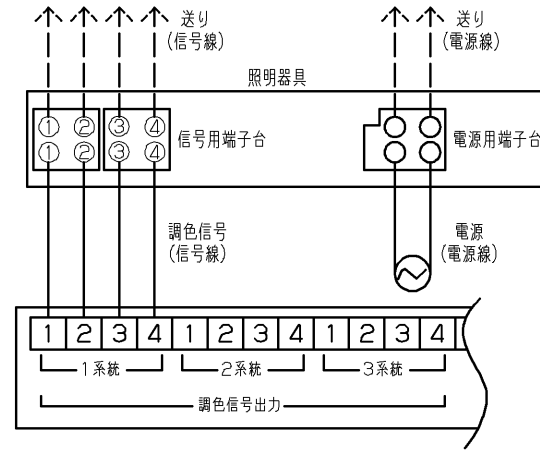 送り
(信号線)
送り
(電源線)
照明器具
① ② ③ ④
① ② ③ ④
信号用端子台
電源用端子台
調色信号
(信号線)
電源
(電源線)
1 2 3 4 1 2 3 4 1 2 3 4
1系統 2系統 3系統
調色信号出力